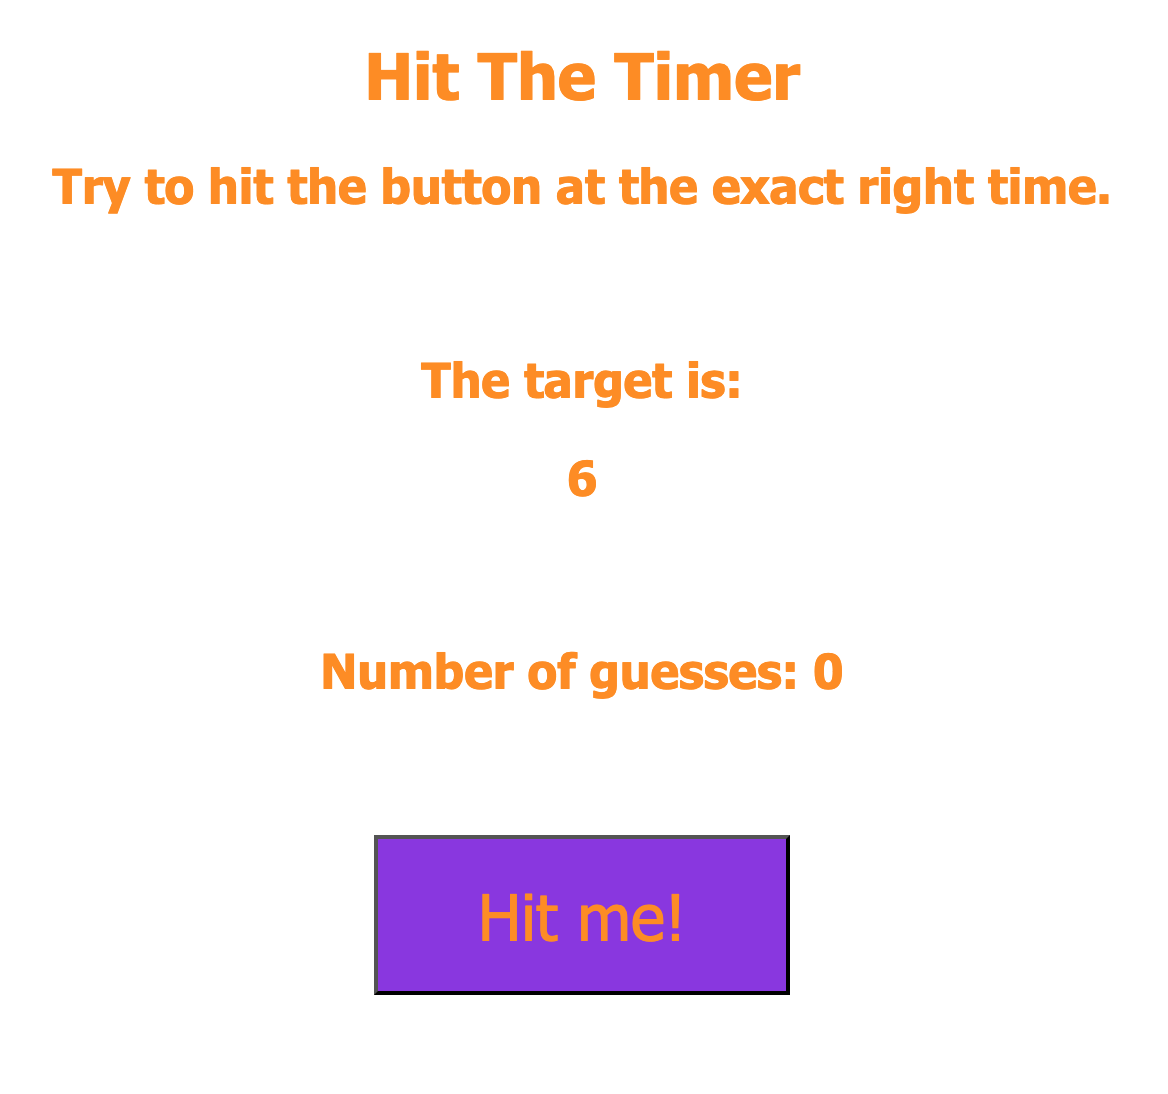 Hit The Timer
Try to hit the button at the exact right time.
The target is:
6
Number of guesses: 0
Hit me!